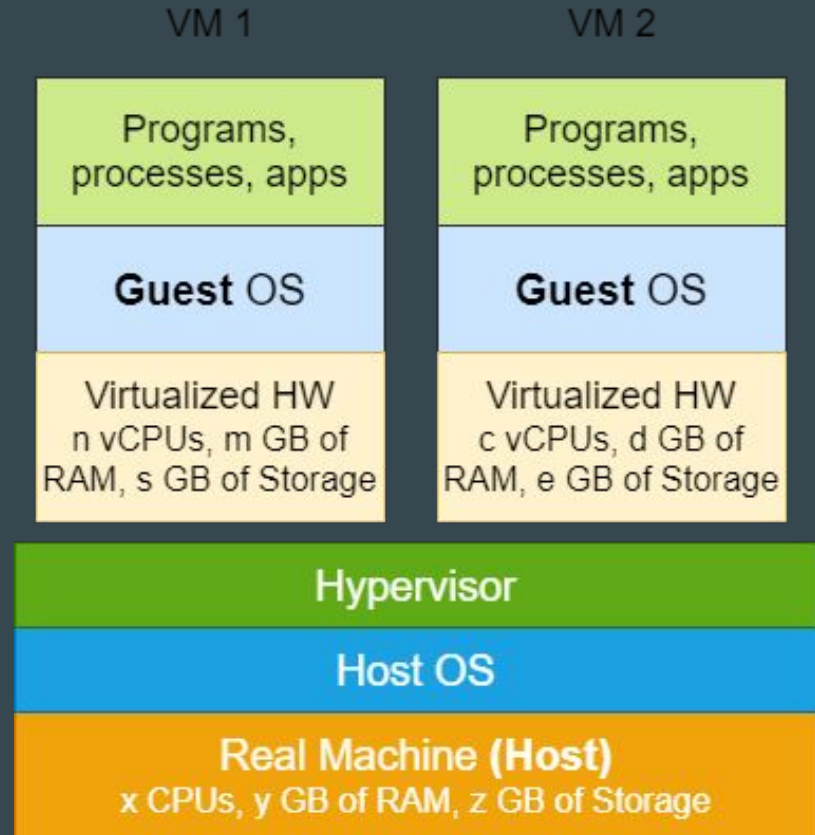 VM 1
Programs,
processes, apps
Guest OS
Virtualized HW
n vCPUs, m GB of
RAM, s GB of Storage
VM 2
Programs,
processes, apps
Guest OS
Virtualized HW
c vCPUs, d GB of
RAM, e GB of Storage
Hypervisor
Host OS
Real Machine (Host)
x CPUs, y GB of RAM, z GB of Storage